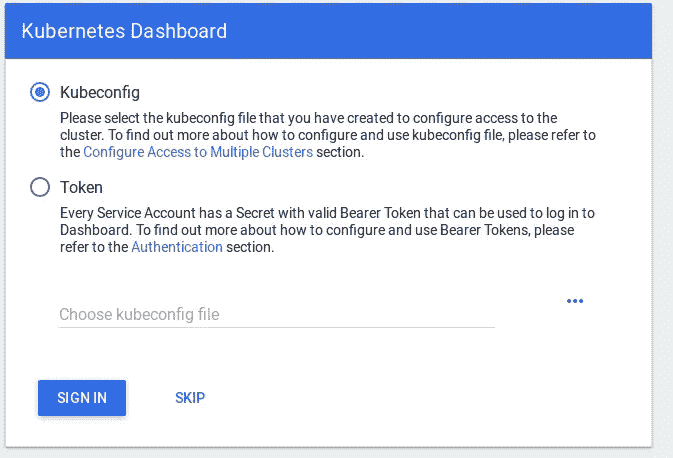 Kubernetes Dashboard
Kubeconfig
Please select the kubeconfig file that you have created to configure access to the
cluster. To find out more about how to configure and use kubeconfig file, please refer to
the Configure Access to Multiple Clusters section.
Token
Every Service Account has a Secret with valid Bearer Token that can be used to log in to
Dashboard. To find out more about how to configure and use Bearer Tokens, please
refer to the Authentication section.
Choose kubeconfig file
SIGN IN SKIP